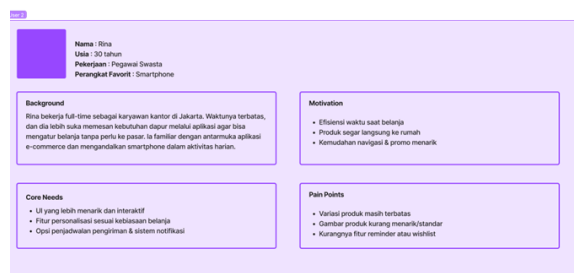 User 2
Nama : Rina
Usia : 30 tahun
Pekerjaan : Pegawai Swasta
Perangkat Favorit : Smartphone
Background
Rina bekerja full-time sebagai karyawan kantor di Jakarta. Waktunya terbatas,
dan dia lebih suka memesan kebutuhan dapur melalui aplikasi agar bisa
mengatur belanja tanpa perlu ke pasar. Ia familiar dengan antarmuka aplikasi
e-commerce dan mengandalkan smartphone dalam aktivitas harian.
Motivation
• Efisiensi waktu saat belanja
• Produk segar langsung ke rumah
• Kemudahan navigasi & promo menarik
Core Needs
• UI yang lebih menarik dan interaktif
• Fitur personalisasi sesuai kebiasaan belanja
• Opsi penjadwalan pengiriman & sistem notifikasi
Pain Points
• Variasi produk masih terbatas
• Gambar produk kurang menarik/standar
• Kurangnya fitur reminder atau wishlist